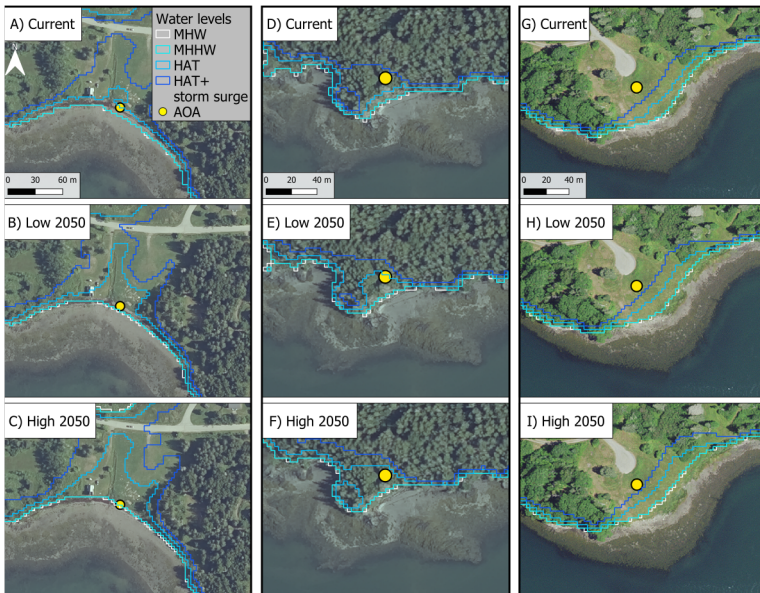 A) Current
Water levels
MHW
MHHW
HAT
HAT+
storm surge
AOA
N
0 30 60 m
B) Low 2050
C) High 2050
D) Current
0 20 40 m
E) Low 2050
F) High 2050
G) Current
0 20 40 m
H) Low 2050
I) High 2050